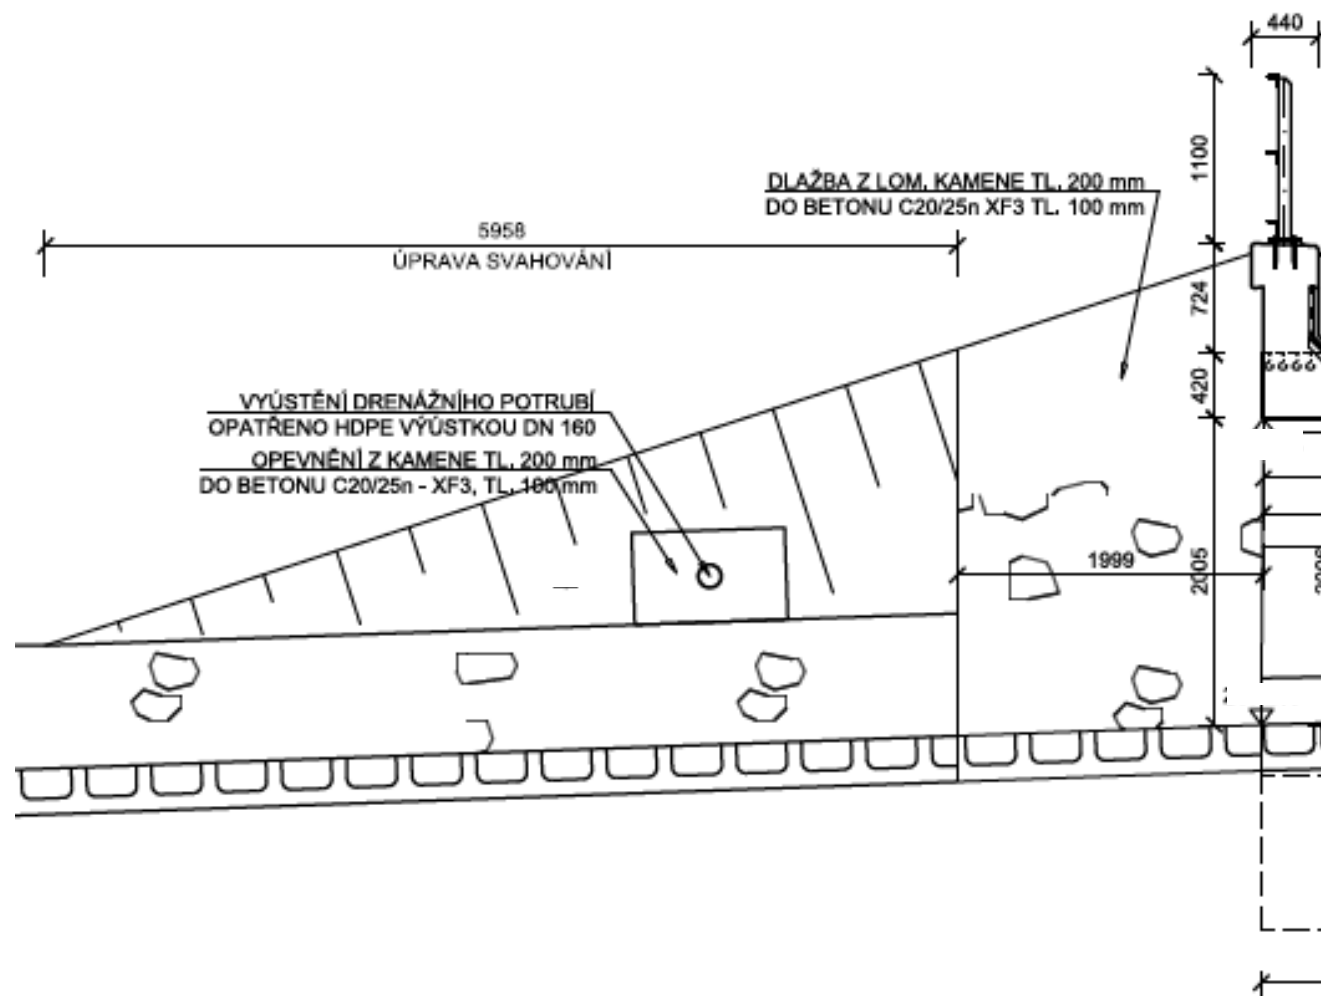 440
1100
DLAŽBA Z LOM. KAMENE TL. 200 mm
DO BETONU C20/25n XF3 TL. 100 mm
5958
ÚPRAVA SVAHOVÁNÍ
724
420
VYÚSTĚNÍ DRENÁŽNÍHO POTRUBÍ
OPATŘENO HDPE VÝÚSTKOU DN 160
OPEVNĚNÍ Z KAMENE TL. 200 mm
DO BETONU C20/25n - XF3, TL. 100 mm
1999
2005